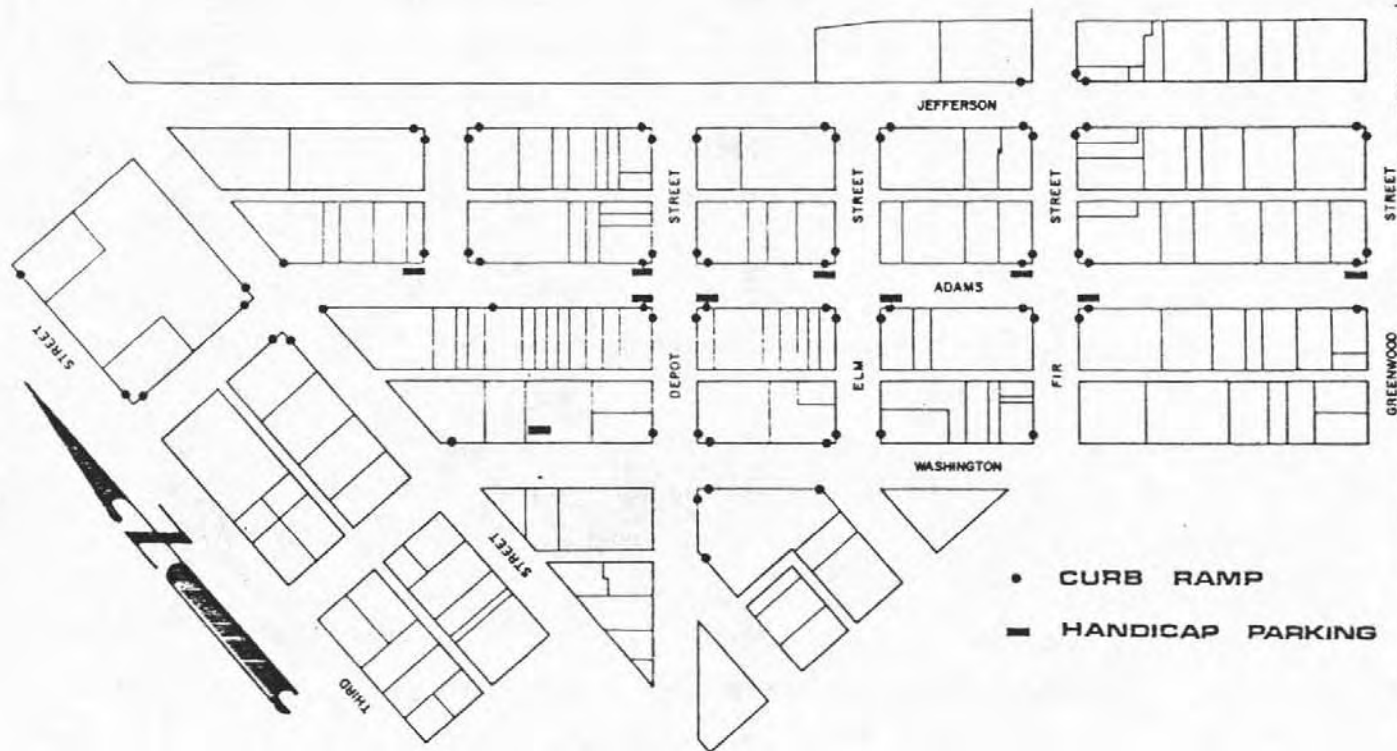 JEFFERSON
STREET
STREET
STREET
STREET
ADAMS
STREET
DEPOT
ELM
FIR
GREENWOOD
WASHINGTON
STREET
THIRD
CURB RAMP
HANDICAP PARKING